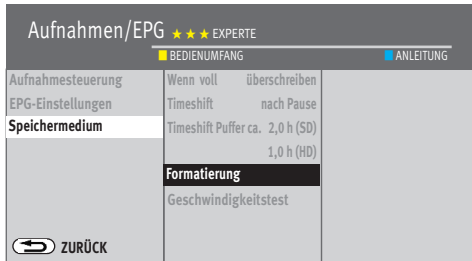 Aufnahmen/EPG ★ ★ ★ EXPERTE
BEDIENUMFANG ANLEITUNG
Aufnahmesteuerung
EPG-Einstellungen
Speichermedium
Wenn voll überschreiben
Timeshift nach Pause
Timeshift Puffer ca. 2,0 h (SD)
1,0 h (HD)
Formatierung
Geschwindigkeitstest
ZURÜCK